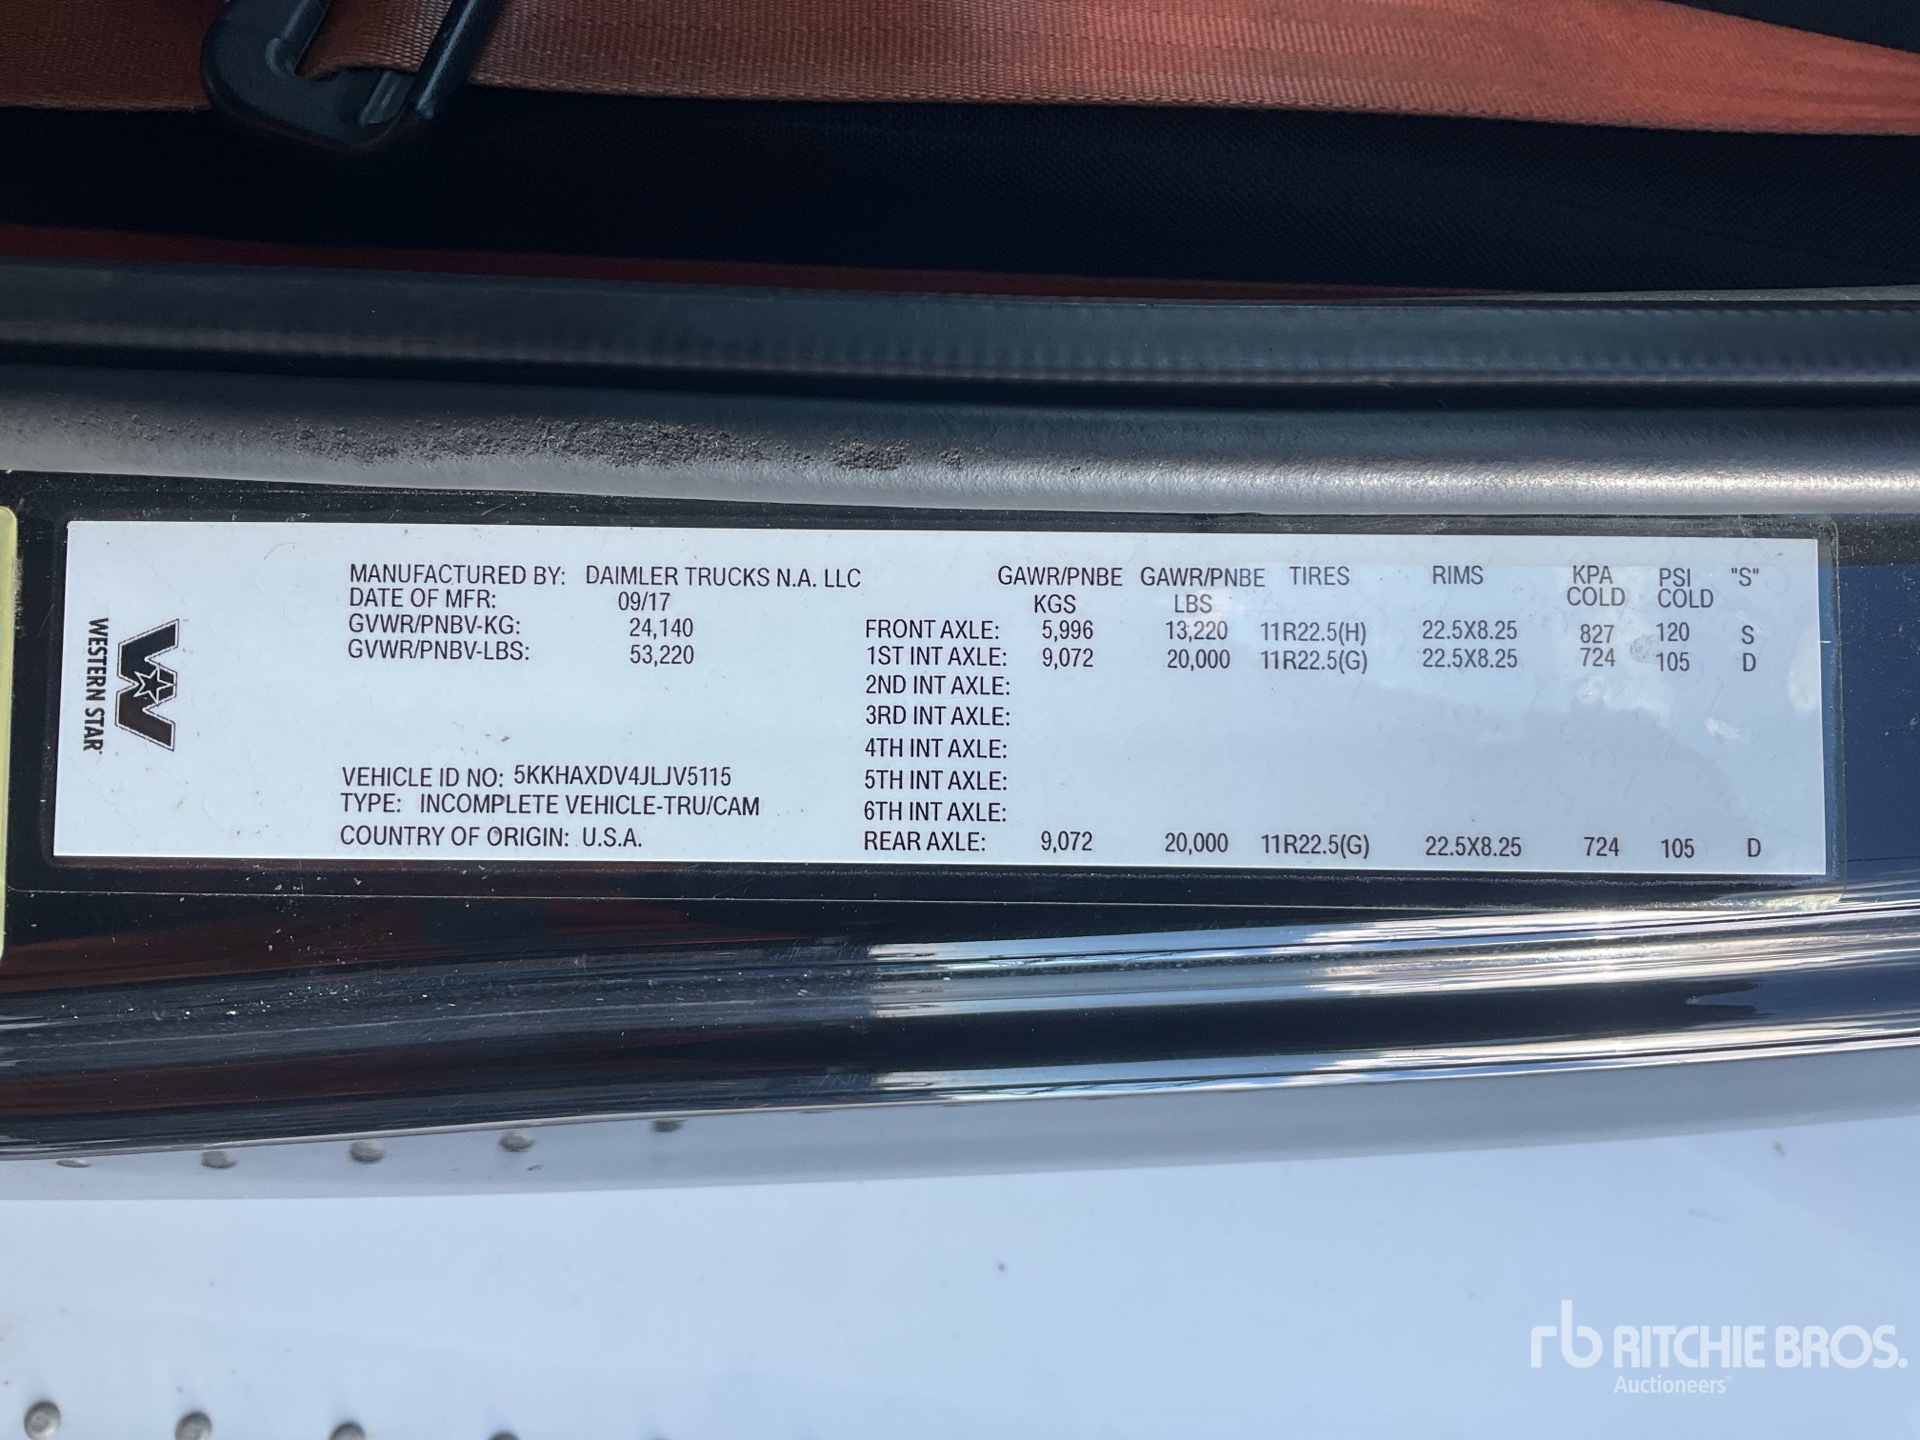 WESTERN STAR
MANUFACTURED BY: DAIMLER TRUCKS N.A. LLC
DATE OF MFR: 09/17
GVWR/PNBV-KG: 24,140
GVWR/PNBV-LBS: 53,220
VEHICLE ID NO: 5KKHAXDV4JLJV5115
TYPE: INCOMPLETE VEHICLE-TRU/CAM
COUNTRY OF ORIGIN: U.S.A.
GAWR/PNBE GAWR/PNBE TIRES RIMS KPA PSI "S"
KGS LBS COLD COLD
FRONT AXLE: 5,996 13,220 11R22.5(H) 22.5X8.25 827 120 S
1ST INT AXLE: 9,072 20,000 11R22.5(G) 22.5X8.25 724 105 D
2ND INT AXLE:
3RD INT AXLE:
4TH INT AXLE:
5TH INT AXLE:
6TH INT AXLE:
REAR AXLE: 9,072 20,000 11R22.5(G) 22.5X8.25 724 105 D
rb RITCHIE BROS.
Auctioneers